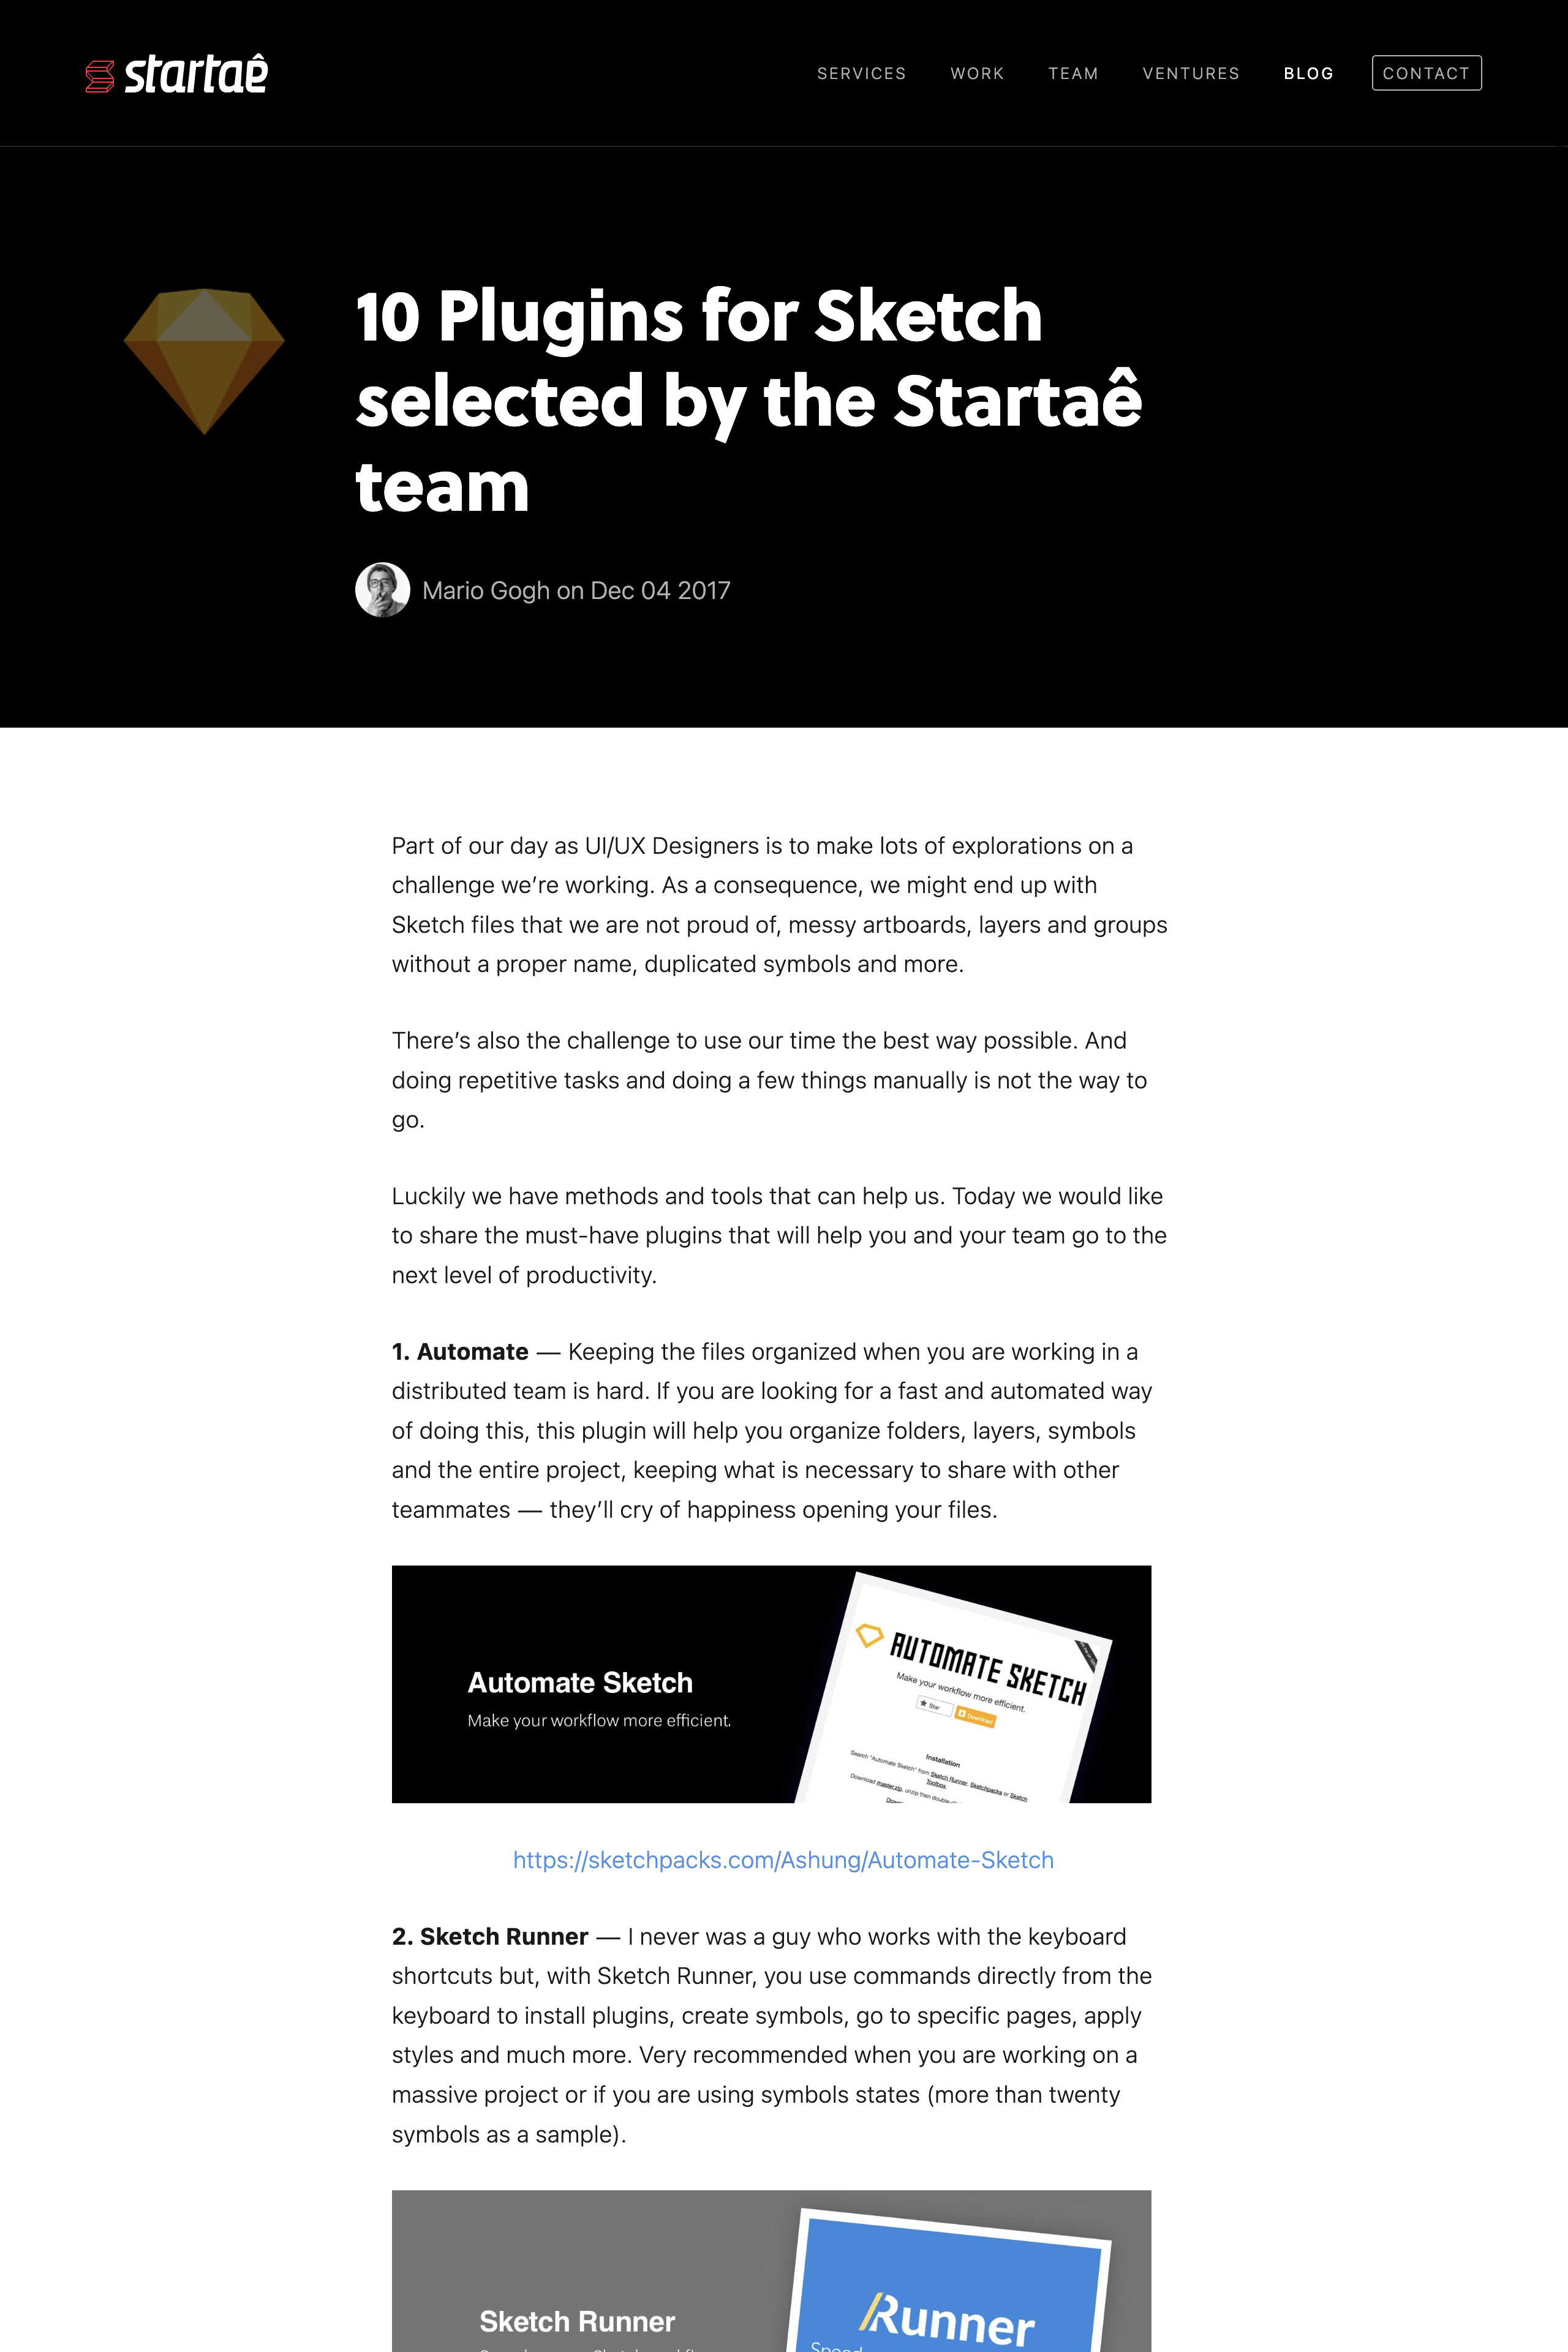 startaê
SERVICES WORK TEAM VENTURES BLOG CONTACT
10 Plugins for Sketch
selected by the Startaê
team
Mario Gogh on Dec 04 2017
Part of our day as UI/UX Designers is to make lots of explorations on a
challenge we’re working. As a consequence, we might end up with
Sketch files that we are not proud of, messy artboards, layers and groups
without a proper name, duplicated symbols and more.
There’s also the challenge to use our time the best way possible. And
doing repetitive tasks and doing a few things manually is not the way to
go.
Luckily we have methods and tools that can help us. Today we would like
to share the must-have plugins that will help you and your team go to the
next level of productivity.
1. Automate — Keeping the files organized when you are working in a
distributed team is hard. If you are looking for a fast and automated way
of doing this, this plugin will help you organize folders, layers, symbols
and the entire project, keeping what is necessary to share with other
teammates — they’ll cry of happiness opening your files.
Automate Sketch
Make your workflow more efficient.
AUTOMATE SKETCH
Make your workflow more efficient.
Star Download
Installation
Search "Automate Sketch" from Sketch Runner, Sketchpacks or Sketch
Toolbox.
Download master.zip, unzip then
https://sketchpacks.com/Ashung/Automate-Sketch
2. Sketch Runner — I never was a guy who works with the keyboard
shortcuts but, with Sketch Runner, you use commands directly from the
keyboard to install plugins, create symbols, go to specific pages, apply
styles and much more. Very recommended when you are working on a
massive project or if you are using symbols states (more than twenty
symbols as a sample).
Sketch Runner
Runner